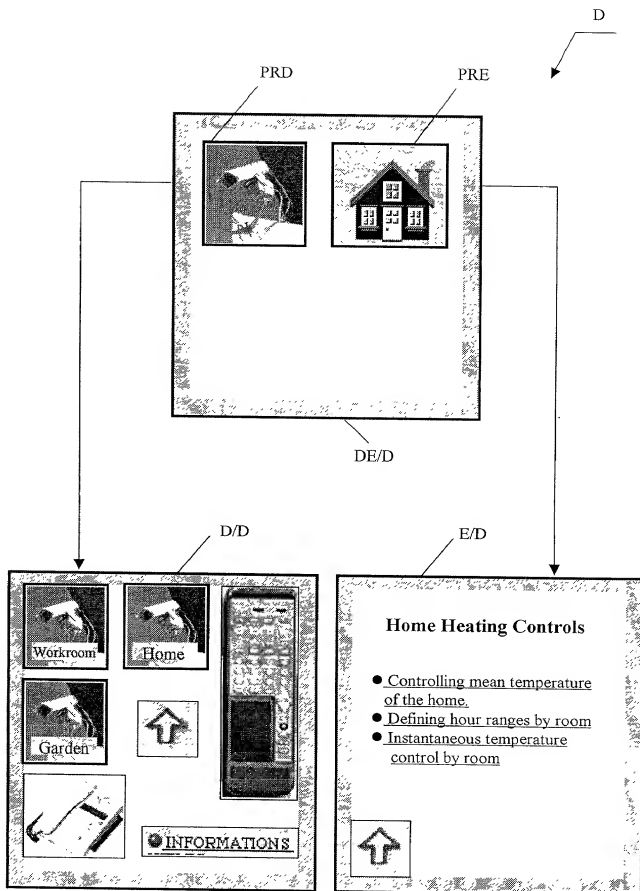 D
PRD
PRE
DE/D
D/D
E/D
Workroom
Home
Garden
INFORMATIONS
Home Heating Controls
Controlling mean temperature
of the home.
Defining hour ranges by room
Instantaneous temperature
control by room